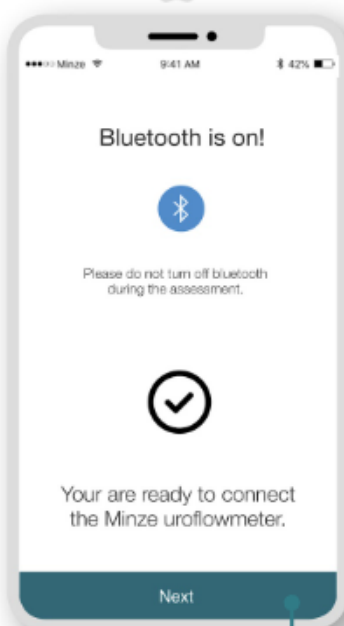 Minze 9:41 AM 42%
Bluetooth is on!
Please do not turn off bluetooth
during the assessment.
Your are ready to connect
the Minze uroflowmeter.
Next